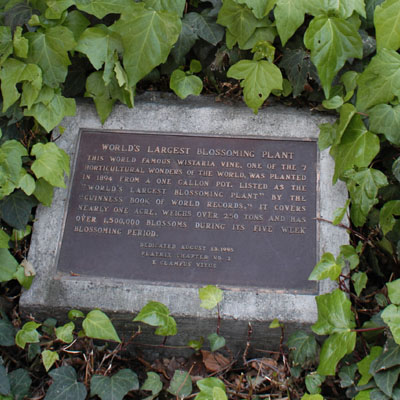 WORLD'S LARGEST BLOSSOMING PLANT
THIS WORLD FAMOUS WISTARIA VINE, ONE OF THE 7
HORTICULTURAL WONDERS OF THE WORLD, WAS PLANTED
IN 1894 FROM A ONE GALLON POT. LISTED AS THE
"WORLD'S LARGEST BLOSSOMING PLANT" BY THE
"GUINNESS BOOK OF WORLD RECORDS," IT COVERS
NEARLY ONE ACRE, WEIGHS OVER 250 TONS AND HAS
OVER 1,500,000 BLOSSOMS DURING ITS FIVE WEEK
BLOSSOMING PERIOD.
DEDICATED AUGUST 1995
CHAPTER NO. 2
E CLAMPUS VITUS